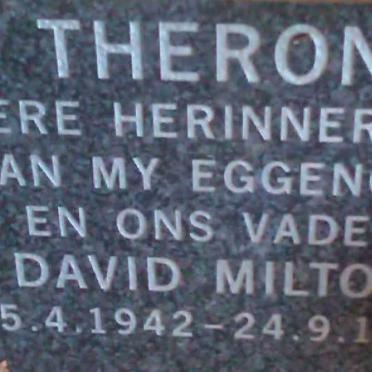 THERON
ERE HERINNER
AN MY EGGENO
EN ONS VADE
DAVID MILTO
5.4.1942-24.9.1